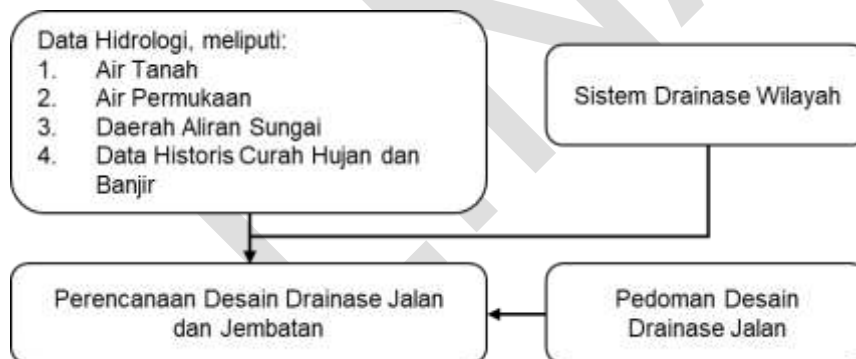 Data Hidrologi, meliputi:
1. Air Tanah
2. Air Permukaan
3. Daerah Aliran Sungai
4. Data Historis Curah Hujan dan
Banjir
Sistem Drainase Wilayah
Perencanaan Desain Drainase Jalan
dan Jembatan
Pedoman Desain
Drainase Jalan